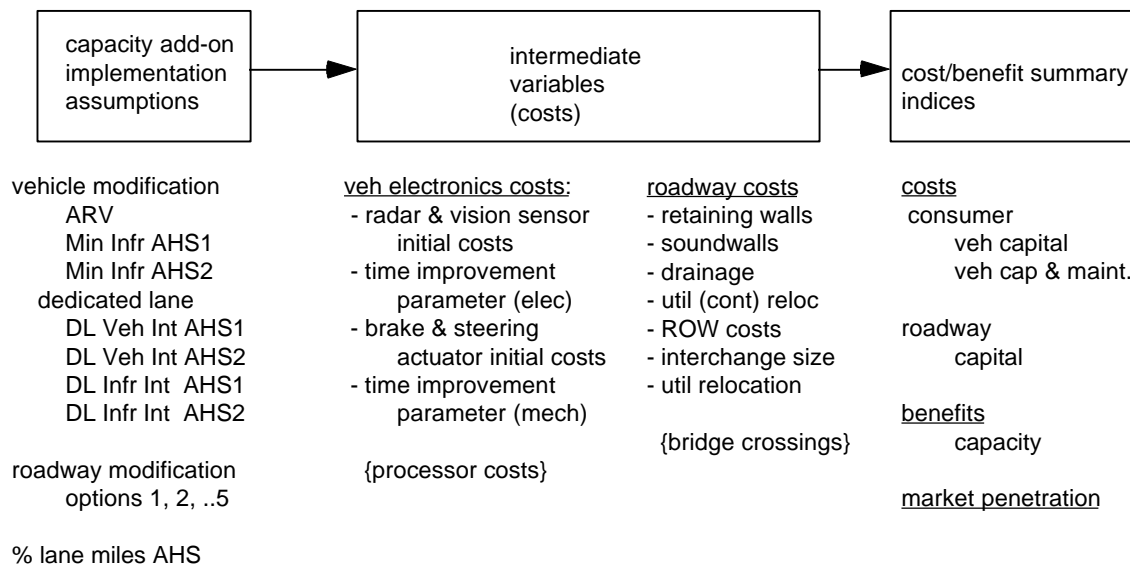 capacity add-on
implementation
assumptions
intermediate
variables
(costs)
cost/benefit summary
indices
vehicle modification
ARV
Min Infr AHS1
Min Infr AHS2
dedicated lane
DL Veh Int AHS1
DL Veh Int AHS2
DL Infr Int AHS1
DL Infr Int AHS2
roadway modification
options 1, 2, ..5
% lane miles AHS
veh electronics costs:
- radar & vision sensor
initial costs
- time improvement
parameter (elec)
- brake & steering
actuator initial costs
- time improvement
parameter (mech)
{processor costs}
roadway costs
- retaining walls
- soundwalls
- drainage
- util (cont) reloc
- ROW costs
- interchange size
- util relocation
{bridge crossings}
costs
consumer
veh capital
veh cap & maint.
roadway
capital
benefits
capacity
market penetration